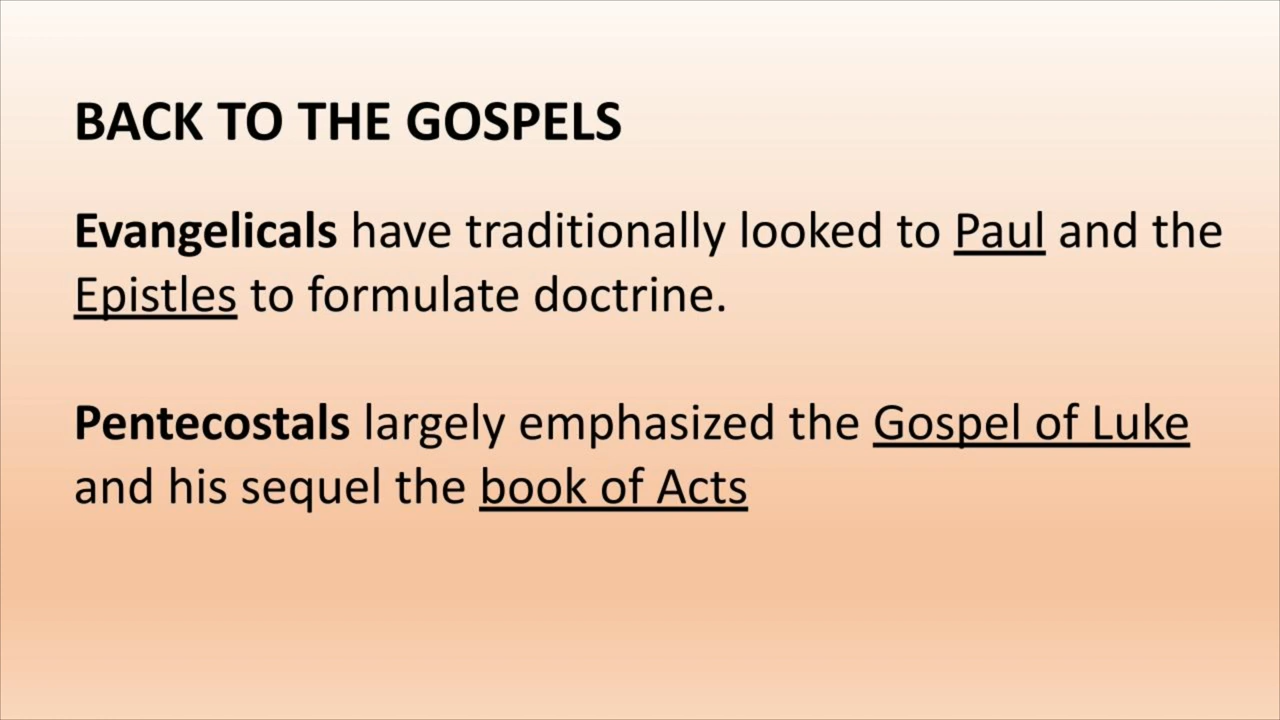 BACK TO THE GOSPELS
Evangelicals have traditionally looked to Paul and the
Epistles to formulate doctrine.
Pentecostals largely emphasized the Gospel of Luke
and his sequel the book of Acts